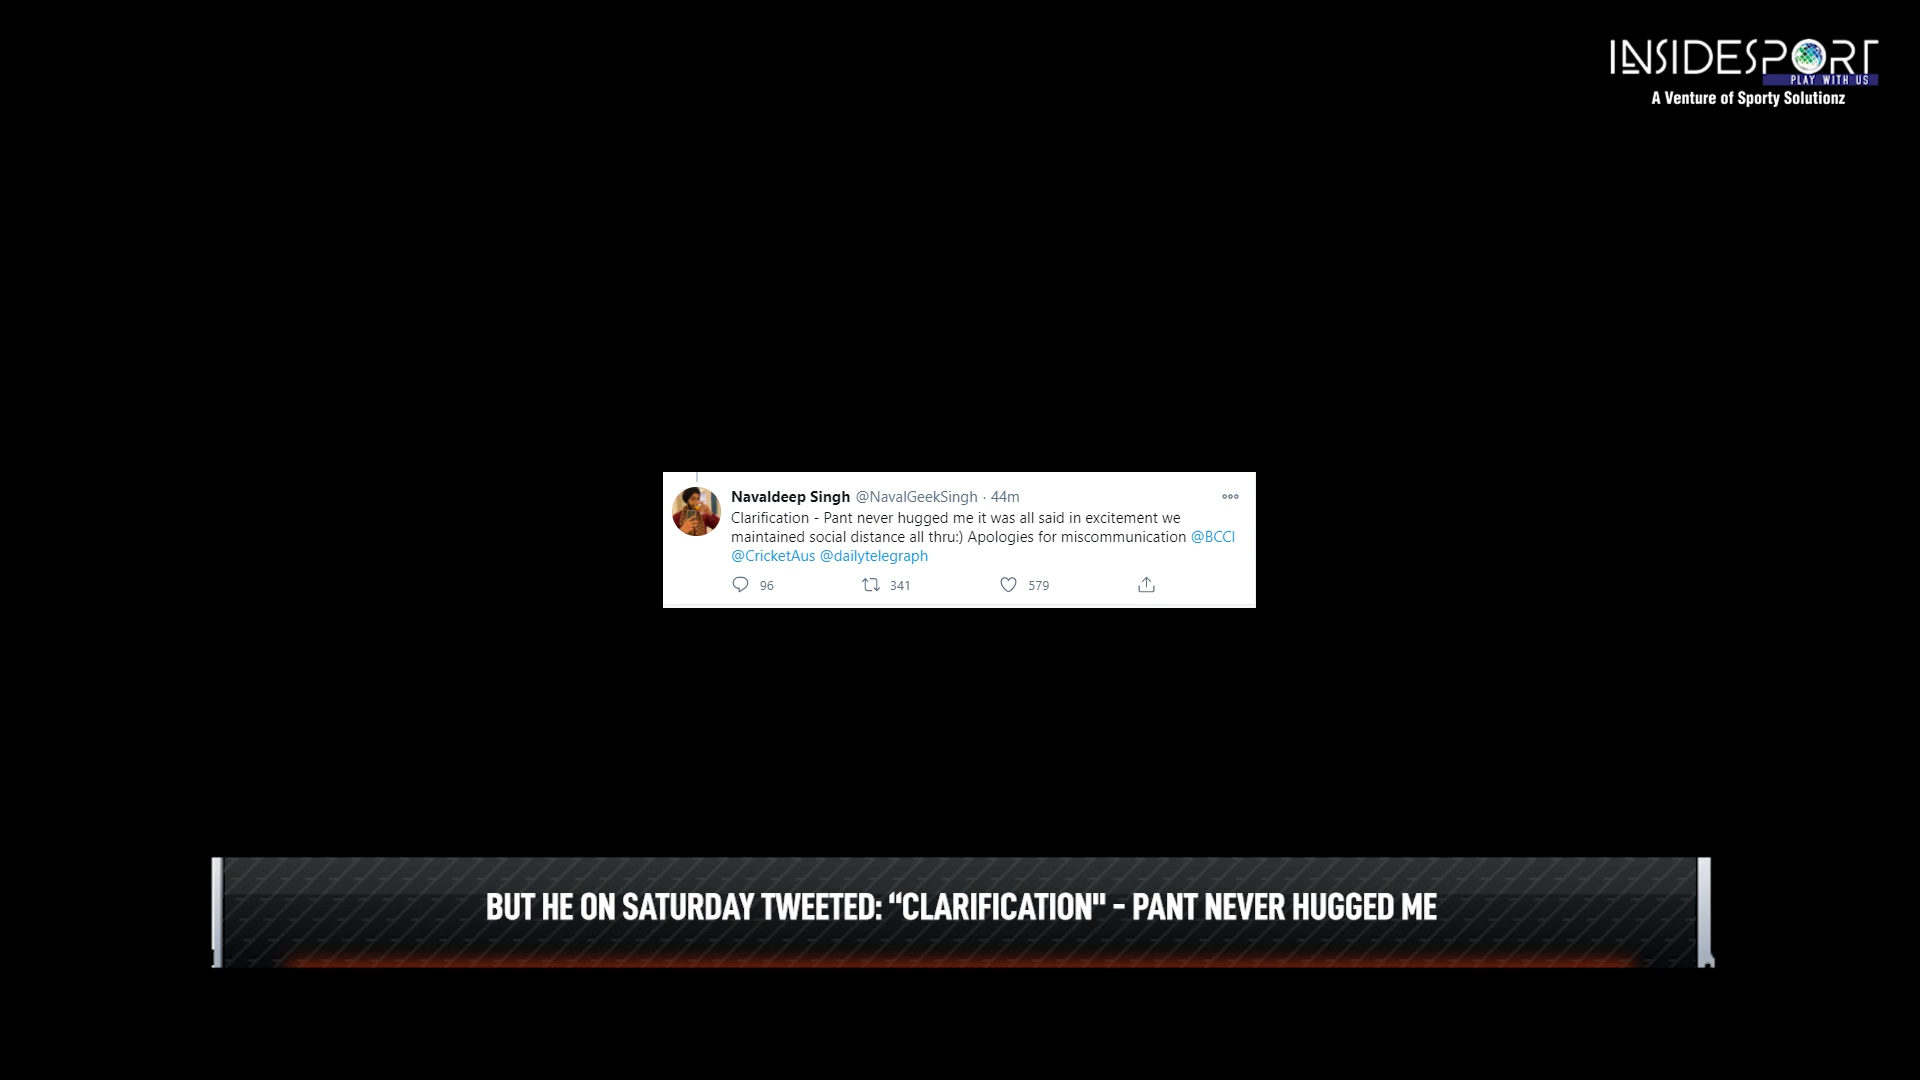 INSIDESPORT
PLAY WITH US
A Venture of Sporty Solutionz
Navaldeep Singh @NavalGeekSingh · 44m
Clarification - Pant never hugged me it was all said in excitement we
maintained social distance all thru:) Apologies for miscommunication @BCCI
@CricketAus @dailytelegraph
96 341 579
BUT HE ON SATURDAY TWEETED: “CLARIFICATION" - PANT NEVER HUGGED ME